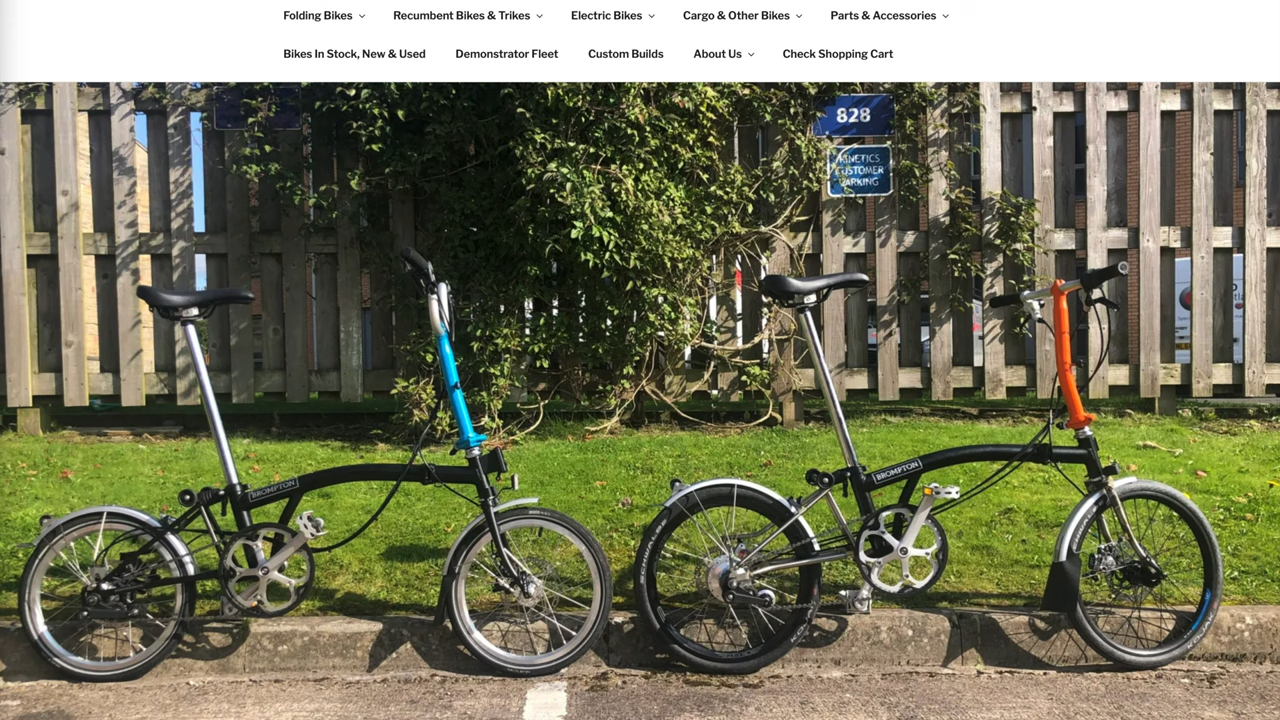 Folding Bikes
Recumbent Bikes & Trikes
Electric Bikes
Cargo & Other Bikes
Parts & Accessories
Bikes In Stock, New & Used
Demonstrator Fleet
Custom Builds
About Us
Check Shopping Cart
828
KINETICS
CUSTOMER
PARKING
BROMPTON
BROMPTON
SCHWALBE